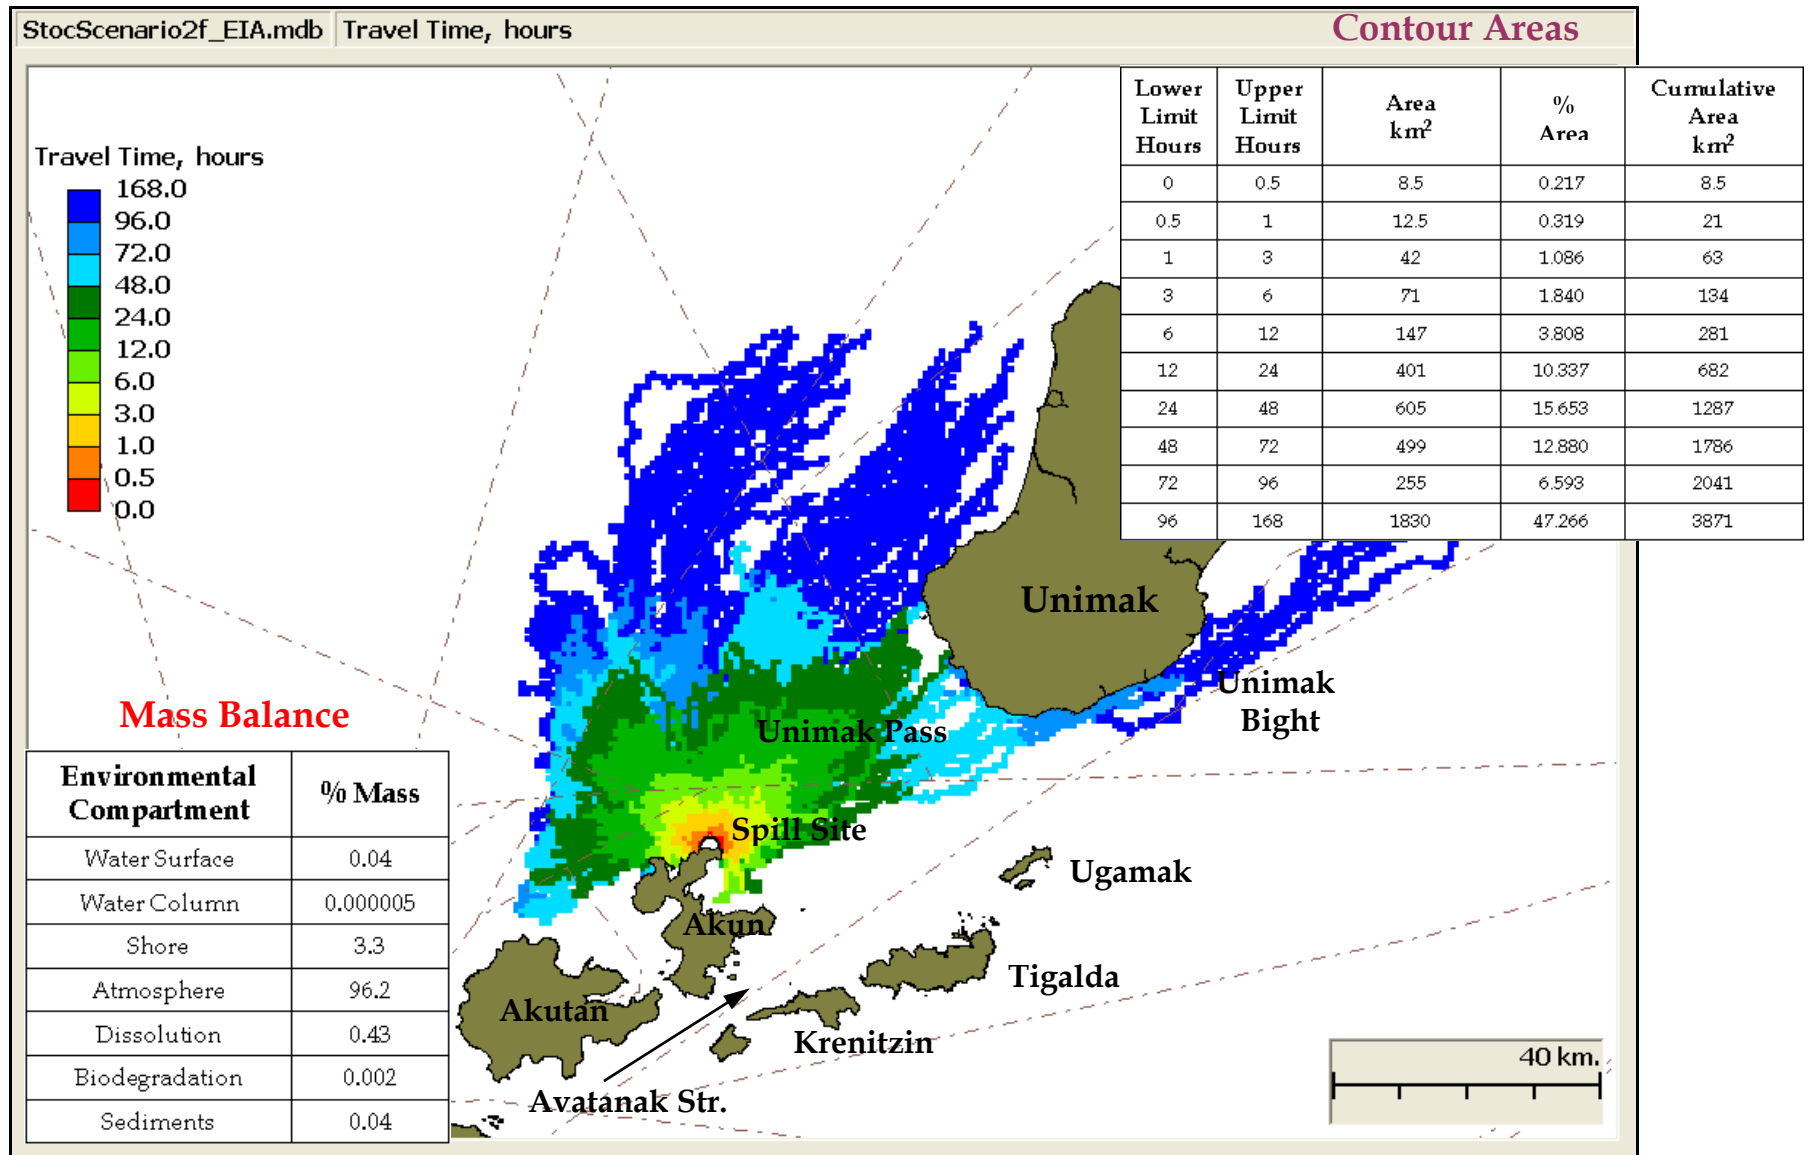 StocScenario2f_EIA.mdb Travel Time, hours
Contour Areas
Lower Limit Hours Upper Limit Hours Area km² % Area Cumulative Area km²
0 0.5 8.5 0.217 8.5
0.5 1 12.5 0.319 21
1 3 42 1.086 63
3 6 71 1.840 134
6 12 147 3.808 281
12 24 401 10.337 682
24 48 605 15.653 1287
48 72 499 12.880 1786
72 96 255 6.593 2041
96 168 1830 47.266 3871
Travel Time, hours
168.0
96.0
72.0
48.0
24.0
12.0
6.0
3.0
1.0
0.5
0.0
Unimak
Unimak
Bight
Unimak Pass
Spill Site
Ugamak
Akun
Tigalda
Akutan
Krenitzin
Avatanak Str.
40 km.
Mass Balance
Environmental Compartment % Mass
Water Surface 0.04
Water Column 0.000005
Shore 3.3
Atmosphere 96.2
Dissolution 0.43
Biodegradation 0.002
Sediments 0.04